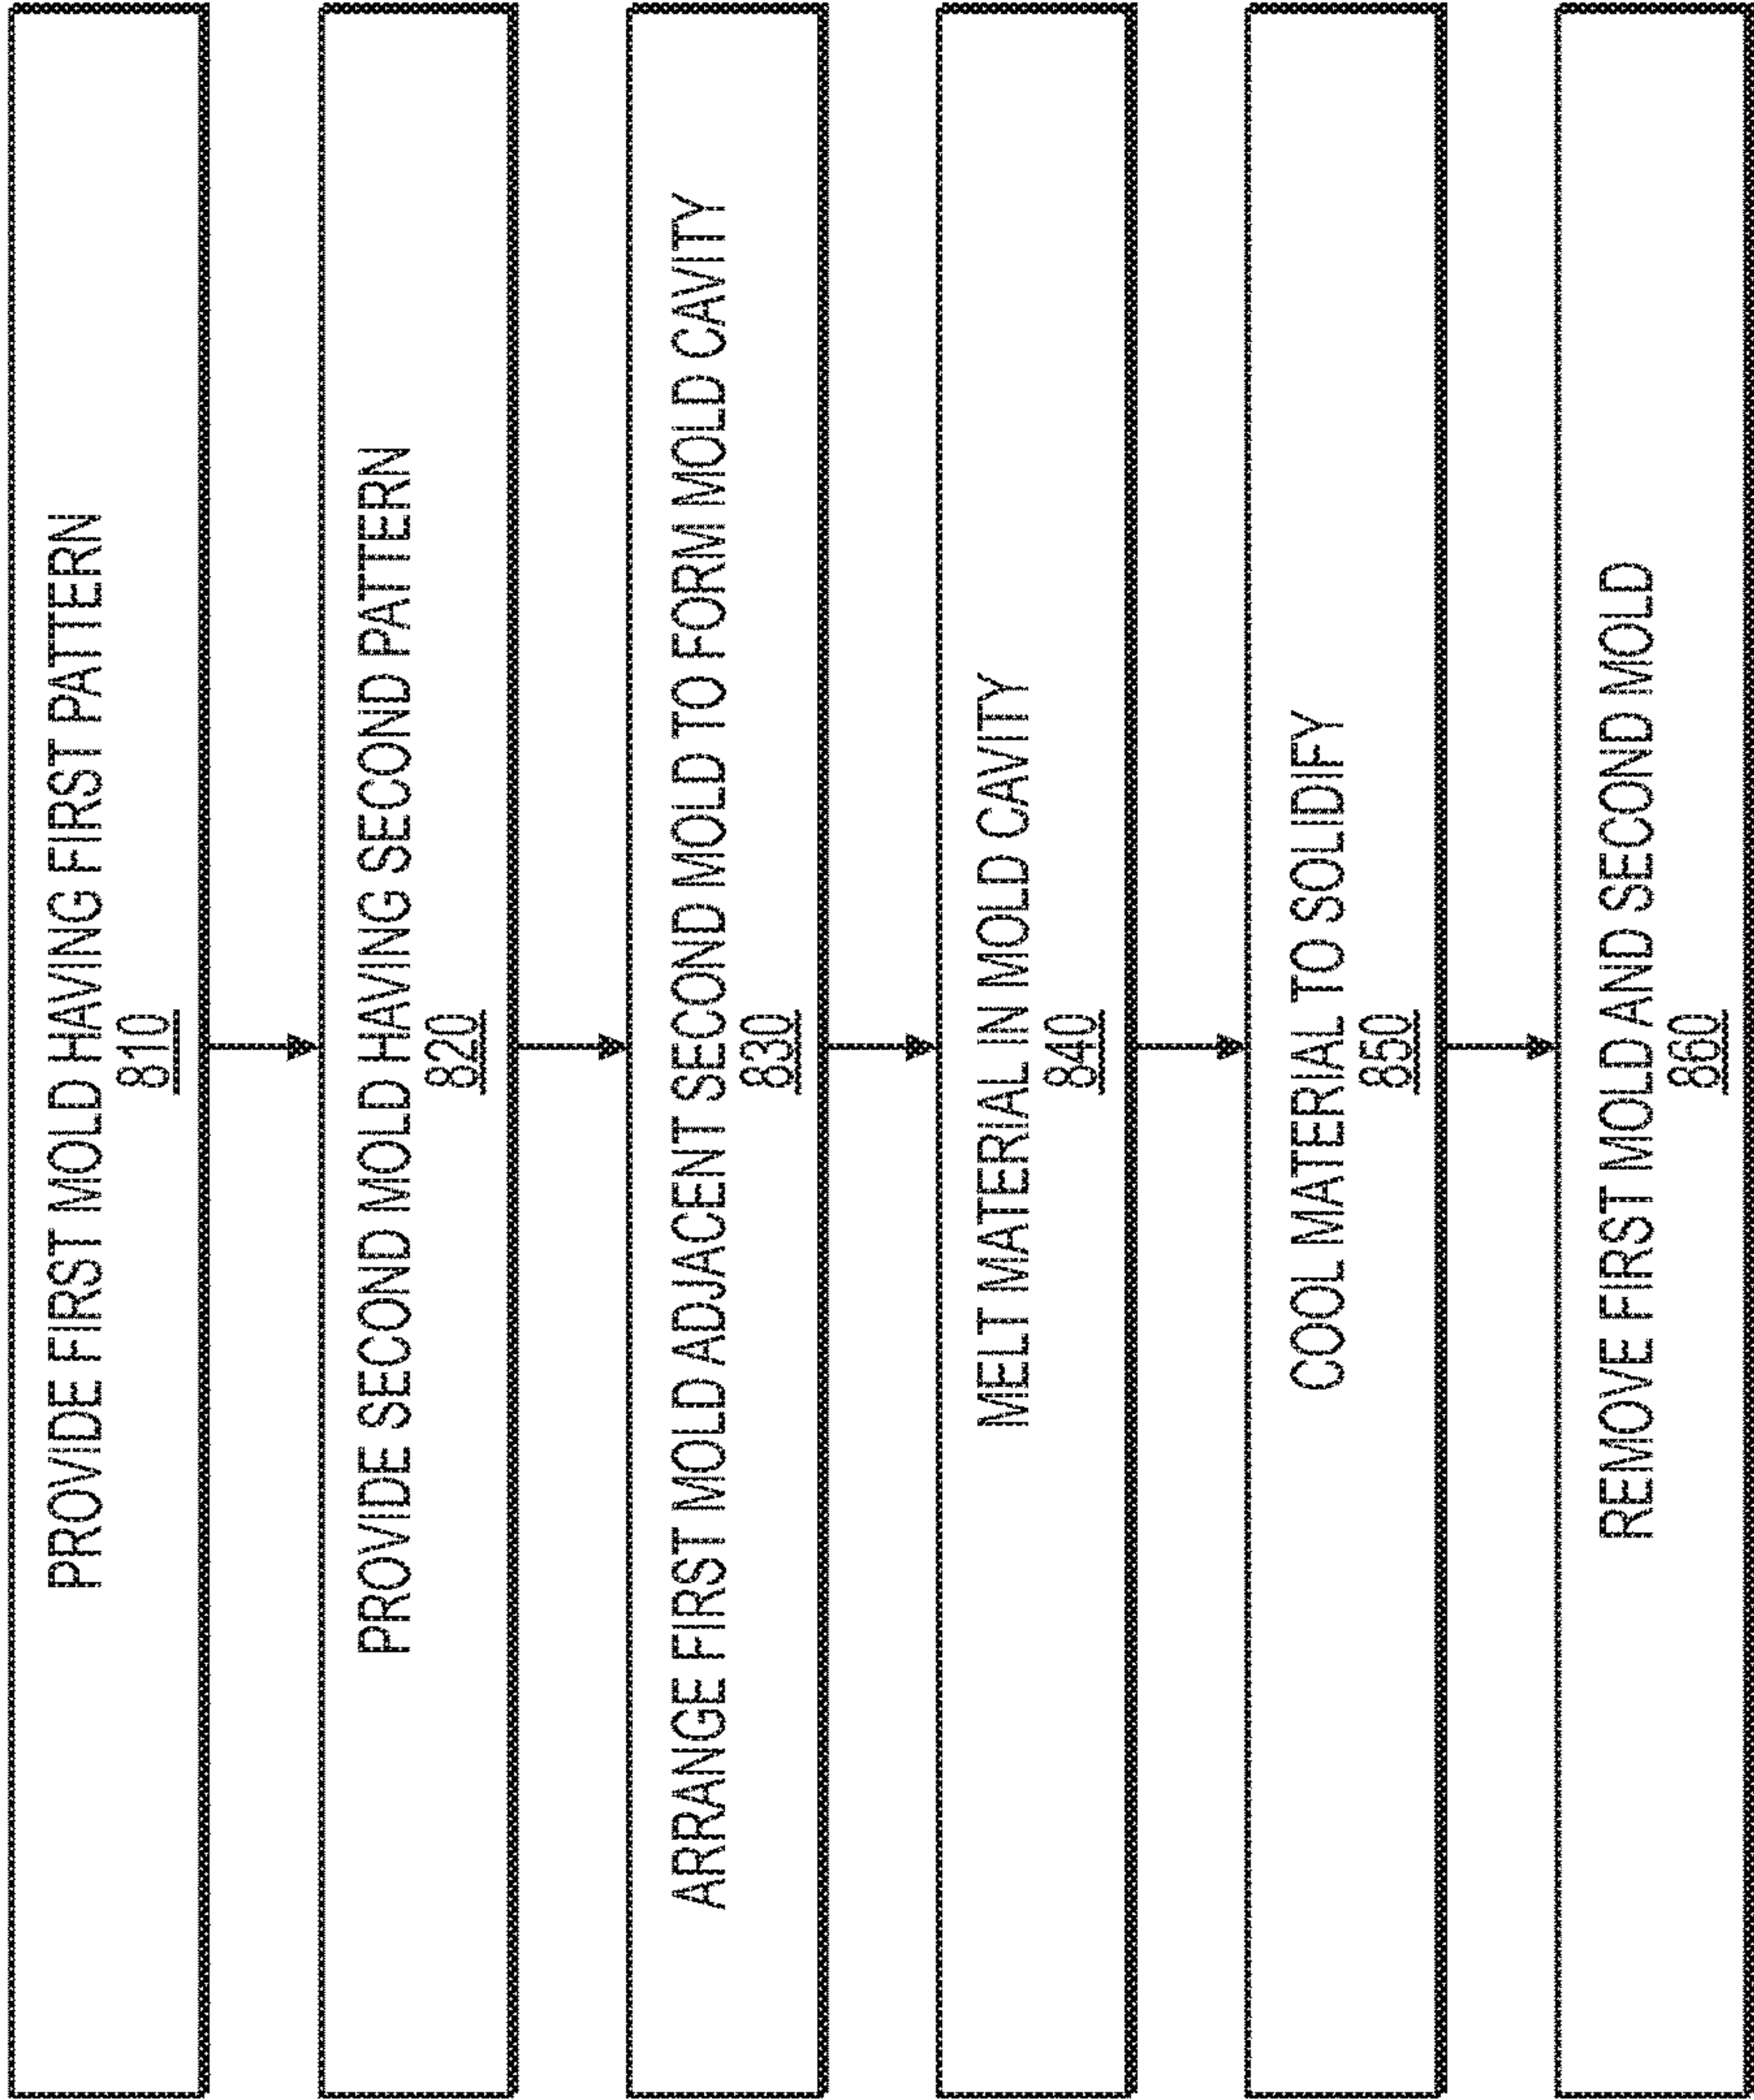 PROVIDE FIRST MOLD HAVING FIRST PATTERN
810
PROVIDE SECOND MOLD HAVING SECOND PATTERN
820
ARRANGE FIRST MOLD ADJACENT SECOND MOLD TO FORM MOLD CAVITY
830
MELT MATERIAL IN MOLD CAVITY
840
COOL MATERIAL TO SOLIDIFY
850
REMOVE FIRST MOLD AND SECOND MOLD
860